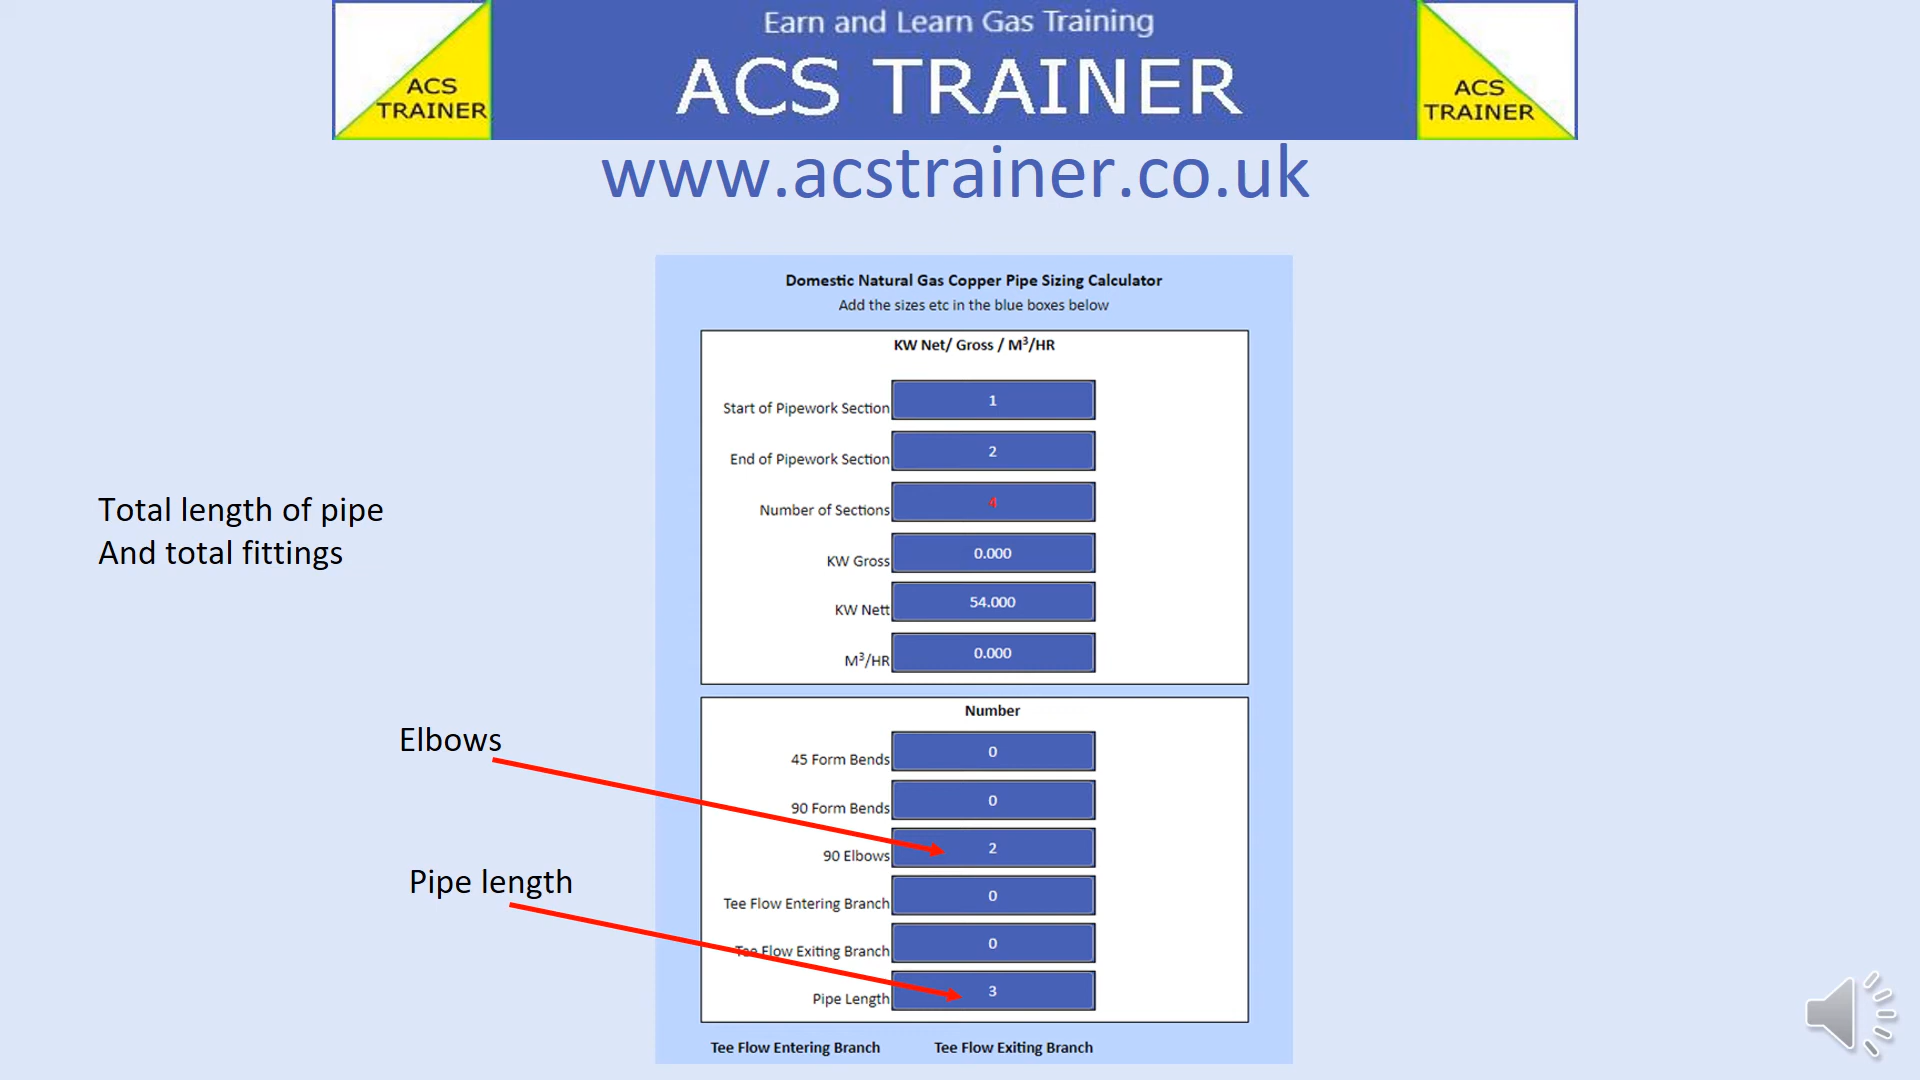 Earn and Learn Gas Training
ACS TRAINER
ACS
TRAINER
ACS
TRAINER
www.acstrainer.co.uk
Domestic Natural Gas Copper Pipe Sizing Calculator
Add the sizes etc in the blue boxes below
KW Net/ Gross / M³/HR
Start of Pipework Section 1
End of Pipework Section 2
Number of Sections 4
KW Gross 0.000
KW Nett 54.000
M³/HR 0.000
Total length of pipe
And total fittings
Number
45 Form Bends 0
90 Form Bends 0
90 Elbows 2
Tee Flow Entering Branch 0
Tee Flow Exiting Branch 0
Pipe Length 3
Elbows
Pipe length
Tee Flow Entering Branch Tee Flow Exiting Branch